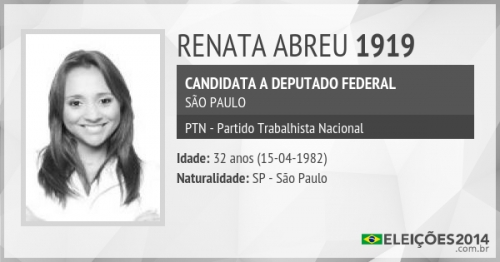 RENATA ABREU 1919
CANDIDATA A DEPUTADO FEDERAL
SÃO PAULO
PTN - Partido Trabalhista Nacional
Idade: 32 anos (15-04-1982)
Naturalidade: SP - São Paulo
ELEIÇÕES2014
.com.br